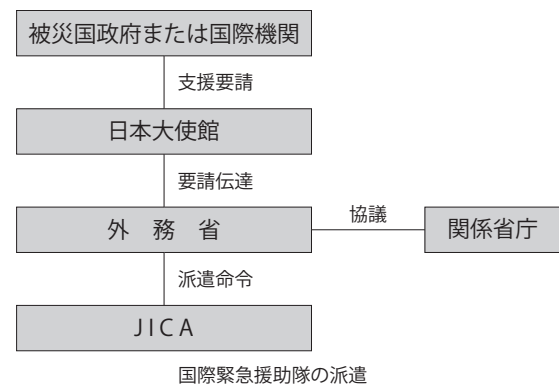 被災国政府または国際機関
支援要請
日本大使館
要請伝達
外 務 省
協議
関係省庁
派遣命令
JICA
国際緊急援助隊の派遣